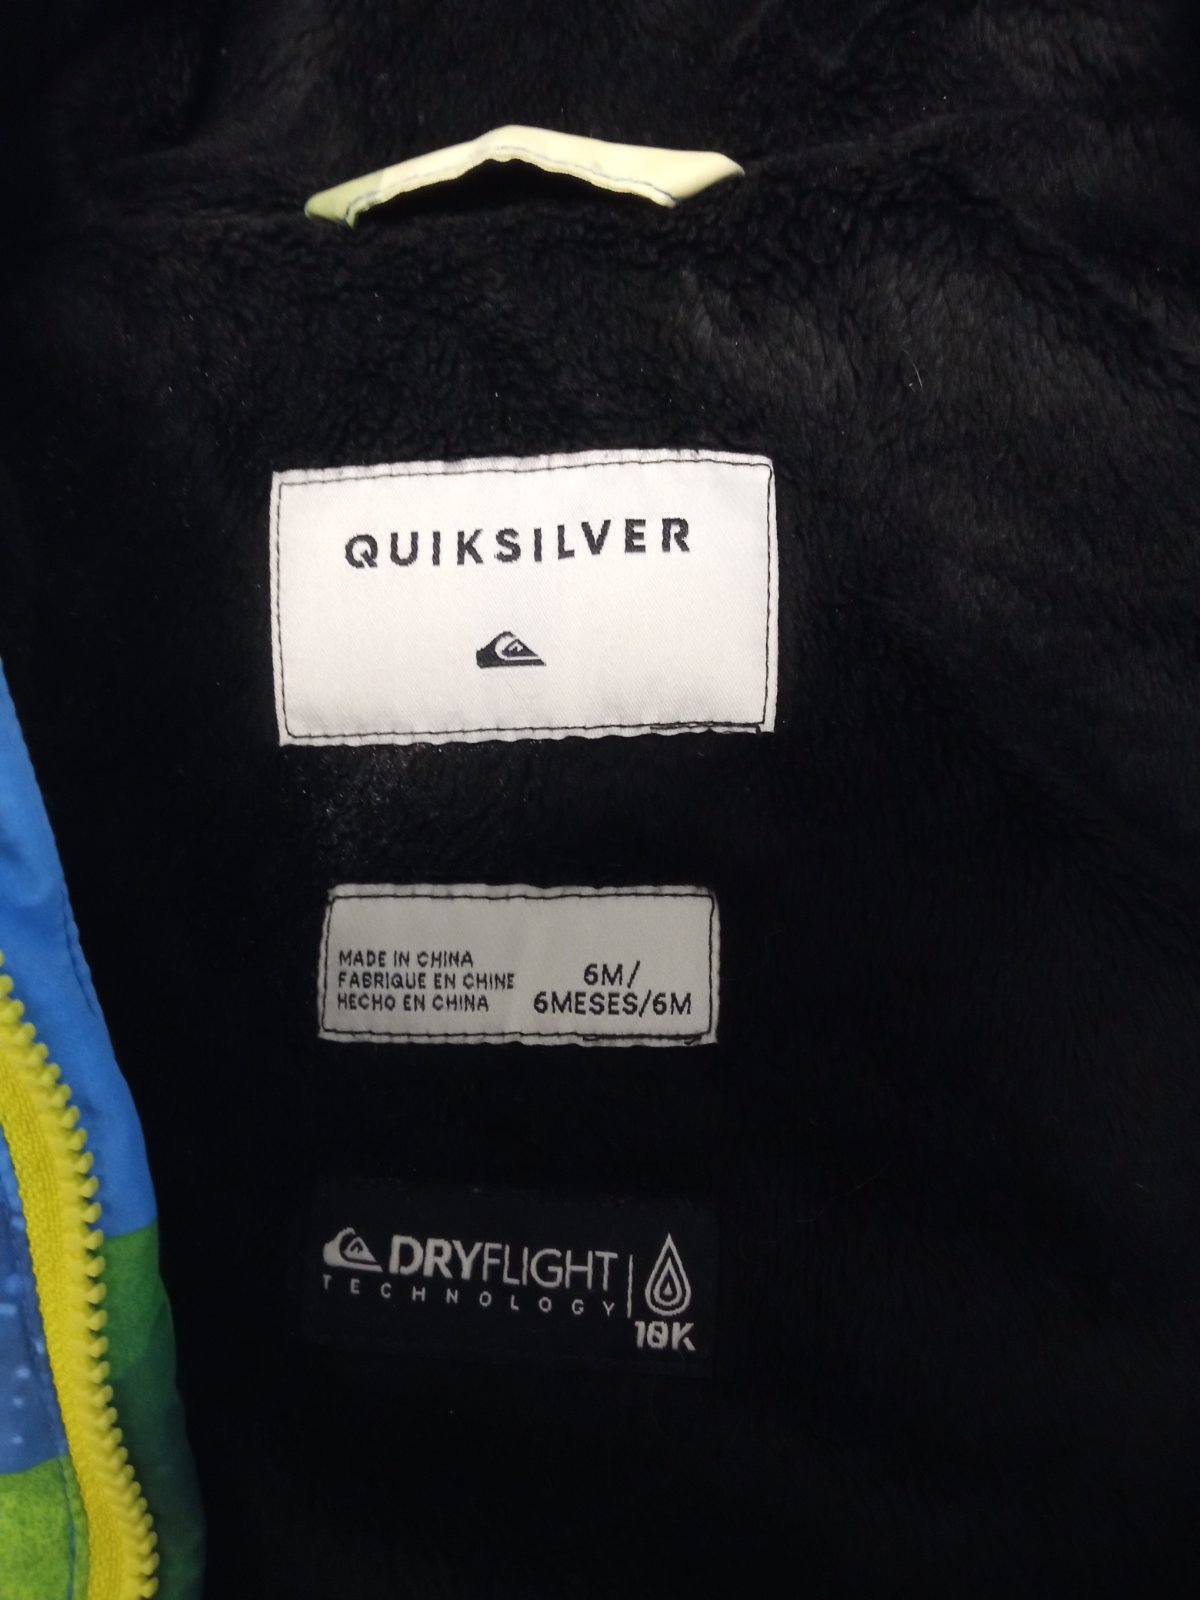 QUIKSILVER
MADE IN CHINA
FABRIQUE EN CHINE
HECHO EN CHINA
6M/
6MESES/6M
DRYFLIGHT
TECHNOLOGY
10K